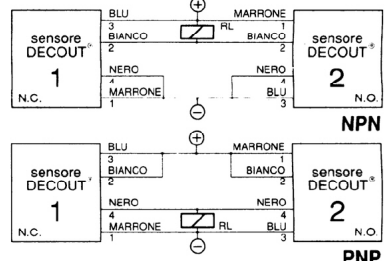 +
BLU MARRONE
3 RL 1
BIANCO BIANCO
2 2
sensore DECOUT® 1 N.C.
sensore DECOUT® 2 N.O.
NERO NERO
4 4
MARRONE BLU
1 3
−
NPN
+
BLU MARRONE
3 1
BIANCO BIANCO
2 2
sensore DECOUT® 1 N.C.
sensore DECOUT® 2 N.O.
NERO NERO
4 4
MARRONE RL BLU
1 3
−
PNP